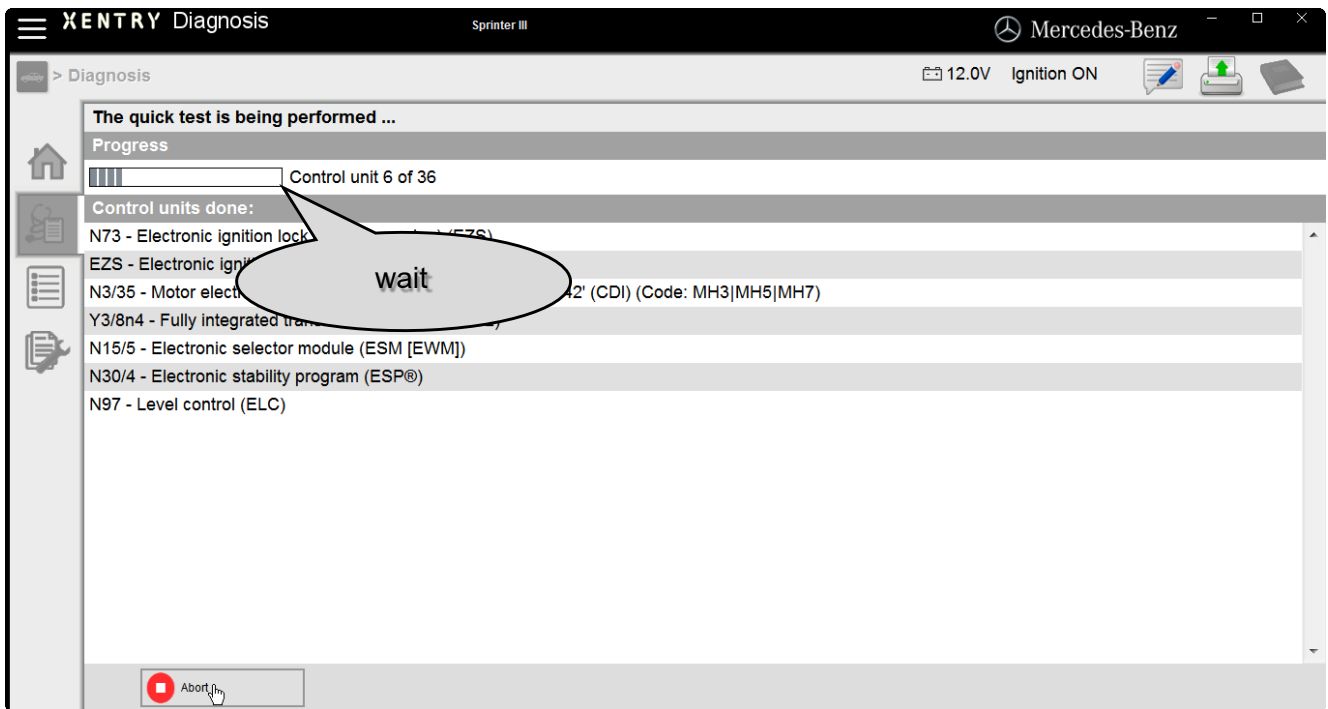 XENTRY Diagnosis
Sprinter III
Mercedes-Benz
> Diagnosis
12.0V Ignition ON
The quick test is being performed ...
Progress
Control unit 6 of 36
Control units done:
N73 - Electronic ignition lock (EZS)
EZS - Electronic
wait
N3/35 - Motor 42' (CDI) (Code: MH3|MH5|MH7)
Y3/8n4 - Fully integrated
N15/5 - Electronic selector module (ESM [EWM])
N30/4 - Electronic stability program (ESP®)
N97 - Level control (ELC)
Abort